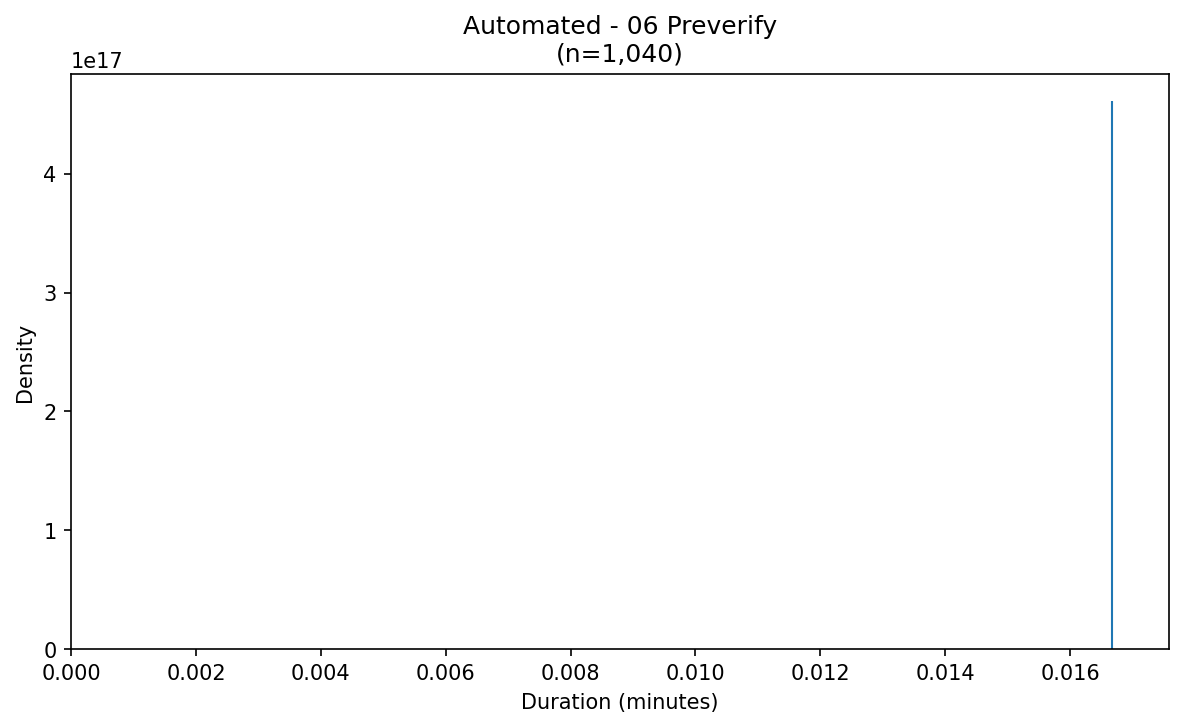 Automated - 06 Preverify
(n=1,040)
1e17
4
3
2
1
0
Density
0.000 0.002 0.004 0.006 0.008 0.010 0.012 0.014 0.016
Duration (minutes)